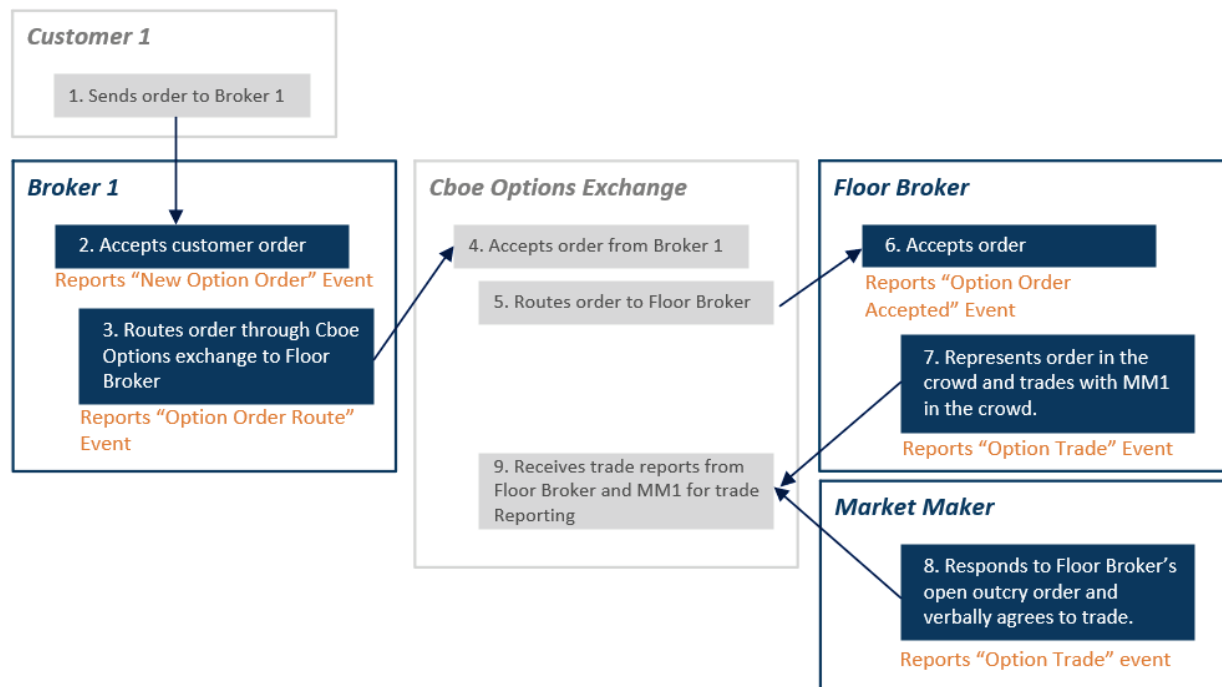 Customer 1
1. Sends order to Broker 1
Broker 1
2. Accepts customer order
Reports “New Option Order” Event
3. Routes order through Cboe
Options exchange to Floor
Broker
Reports “Option Order Route”
Event
Cboe Options Exchange
4. Accepts order from Broker 1
5. Routes order to Floor Broker
9. Receives trade reports from
Floor Broker and MM1 for trade
Reporting
Floor Broker
6. Accepts order
Reports “Option Order
Accepted” Event
7. Represents order in the
crowd and trades with MM1
in the crowd.
Reports “Option Trade” Event
Market Maker
8. Responds to Floor Broker’s
open outcry order and
verbally agrees to trade.
Reports “Option Trade” event